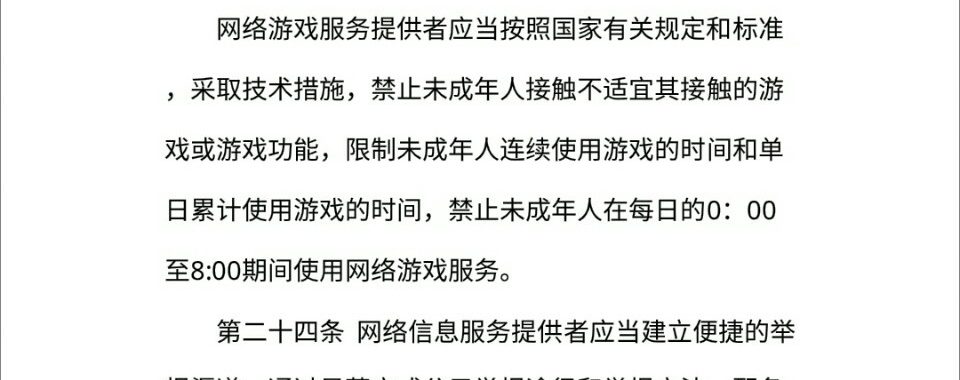 网络游戏服务提供者应当按照国家有关规定和标准
，采取技术措施，禁止未成年人接触不适宜其接触的游
戏或游戏功能，限制未成年人连续使用游戏的时间和单
日累计使用游戏的时间，禁止未成年人在每日的0：00
至8:00期间使用网络游戏服务。
第二十四条 网络信息服务提供者应当建立便捷的举